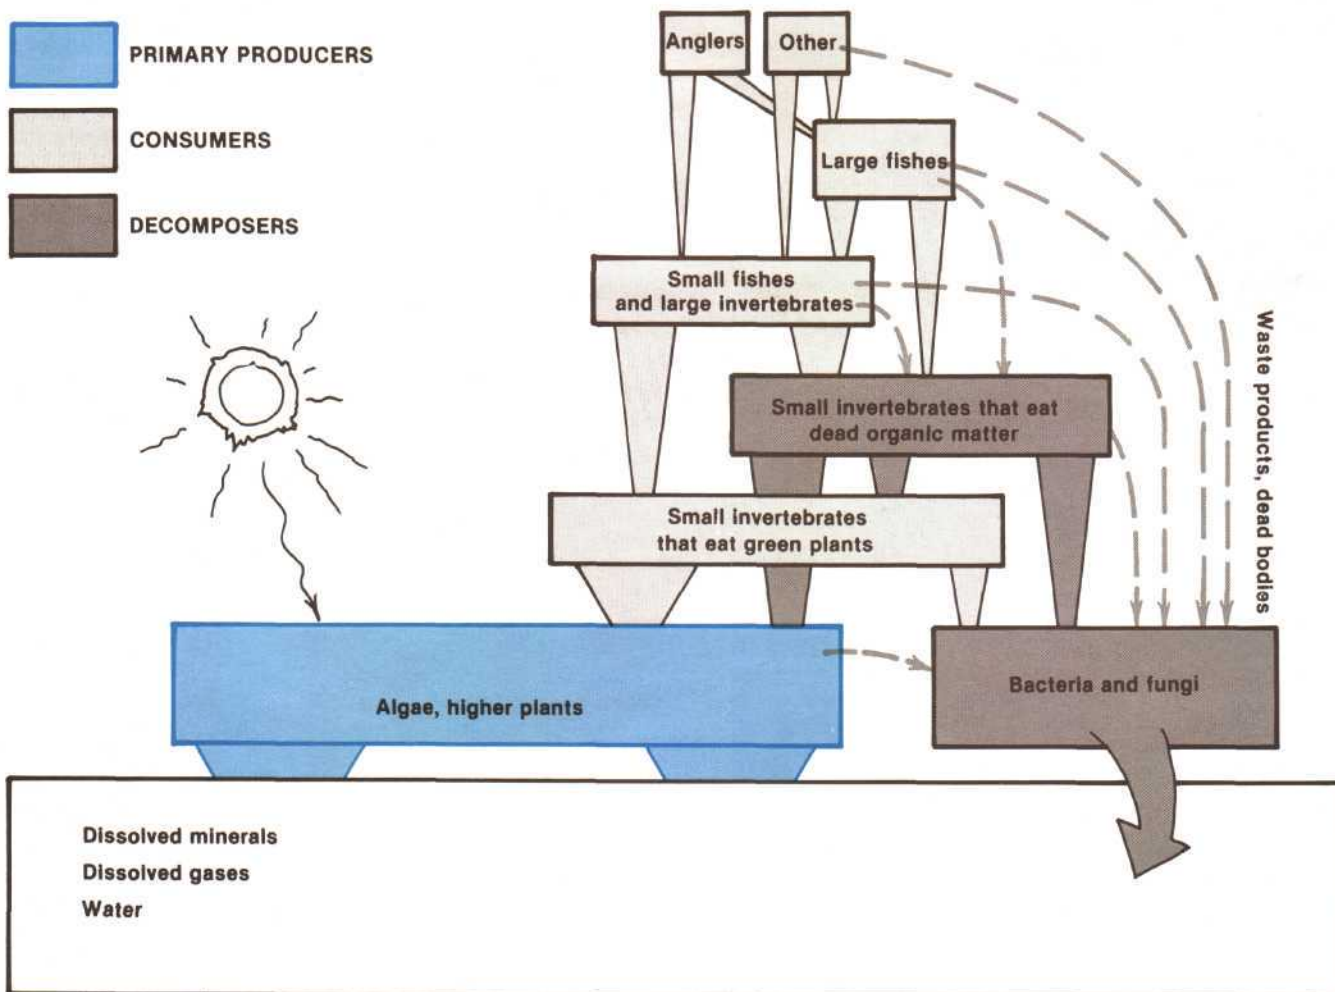 PRIMARY PRODUCERS
CONSUMERS
DECOMPOSERS
Anglers
Other
Large fishes
Small fishes
and large invertebrates
Small invertebrates that eat
dead organic matter
Small invertebrates
that eat green plants
Waste products, dead bodies
Algae, higher plants
Bacteria and fungi
Dissolved minerals
Dissolved gases
Water